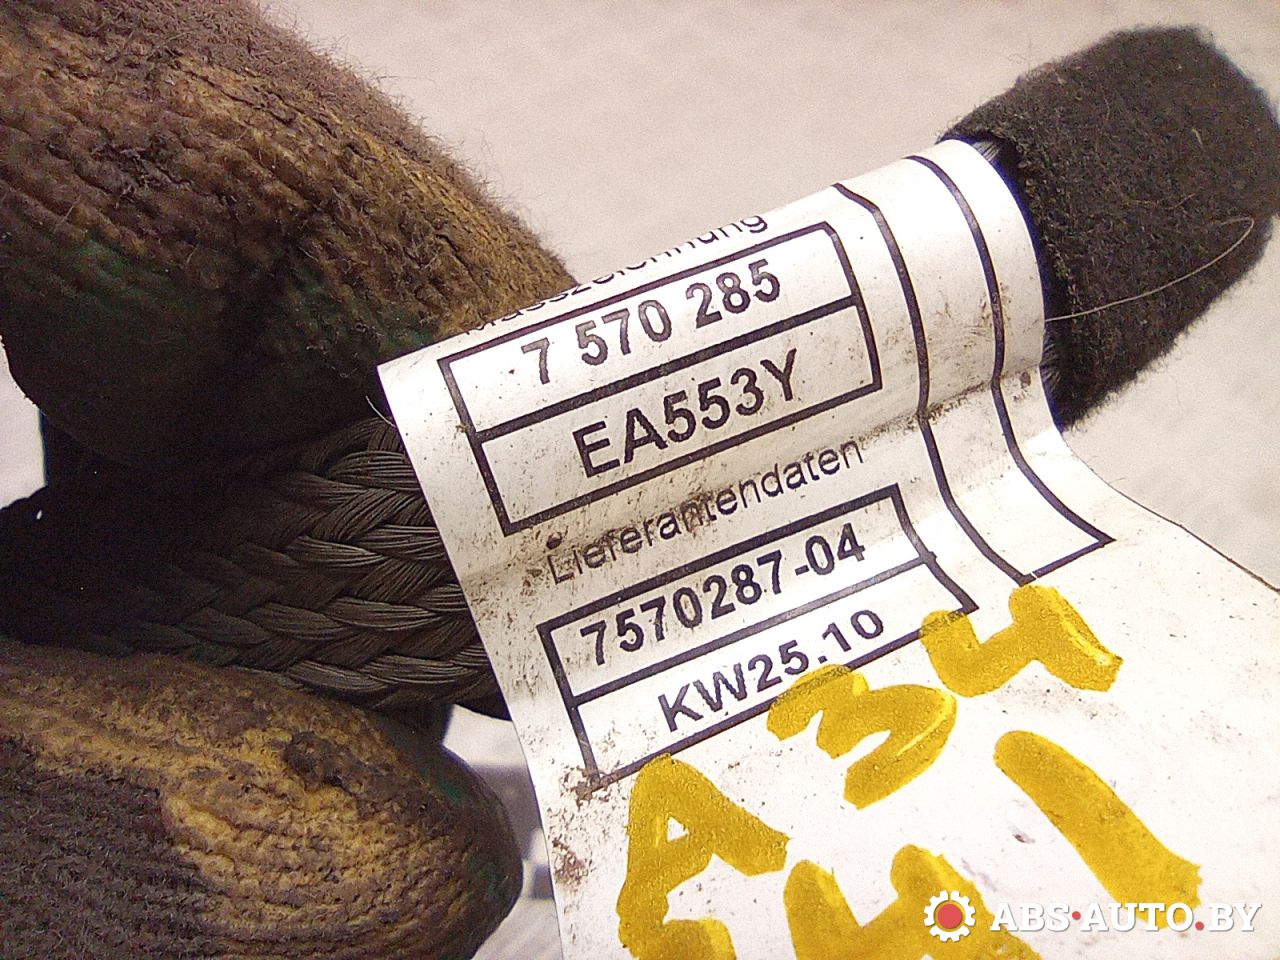 7 570 285
EA553Y
Lieferantendaten
7570287-04
KW25.10
A34
ABS·AUTO.BY